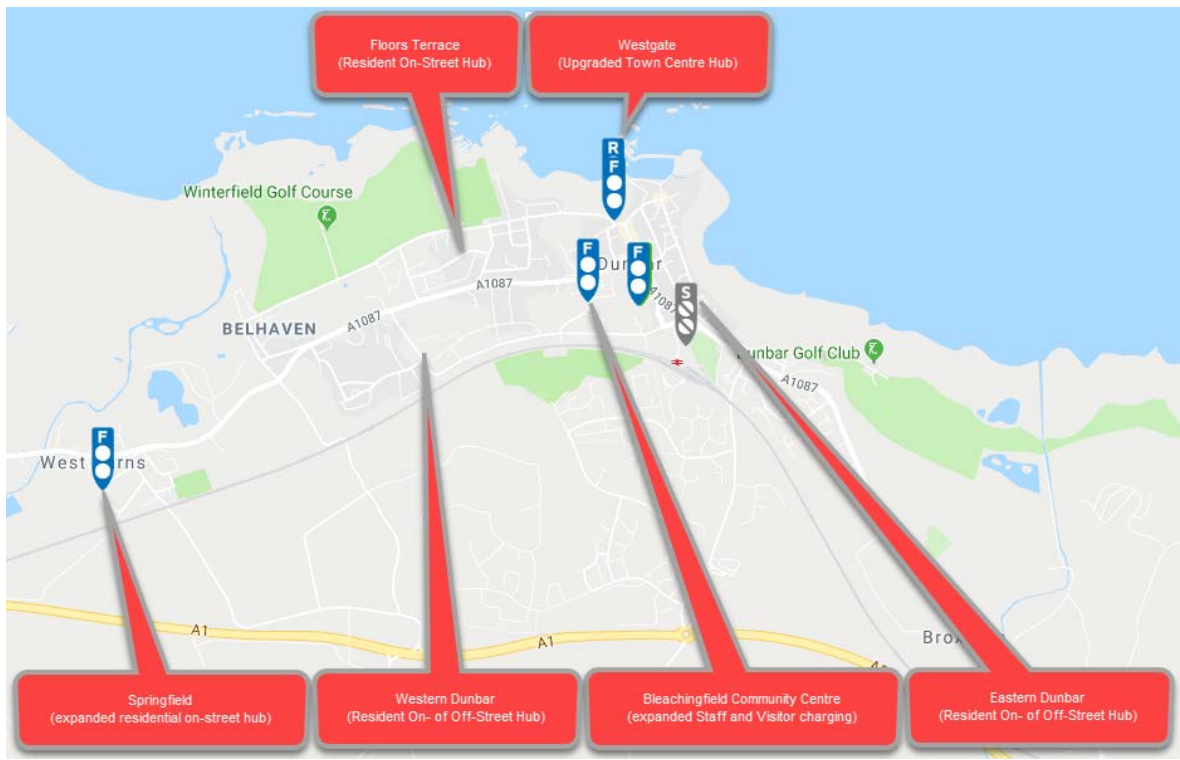 Floors Terrace
(Resident On-Street Hub)
Westgate
(Upgraded Town Centre Hub)
R
F
Winterfield Golf Course
F
F
Dunbar
A1087
A1087
S
BELHAVEN
A1087
Dunbar Golf Club
A1087
F
West Barns
A1
A1
Springfield
(expanded residential on-street hub)
Western Dunbar
(Resident On- of Off-Street Hub)
Bleachingfield Community Centre
(expanded Staff and Visitor charging)
Eastern Dunbar
(Resident On- of Off-Street Hub)